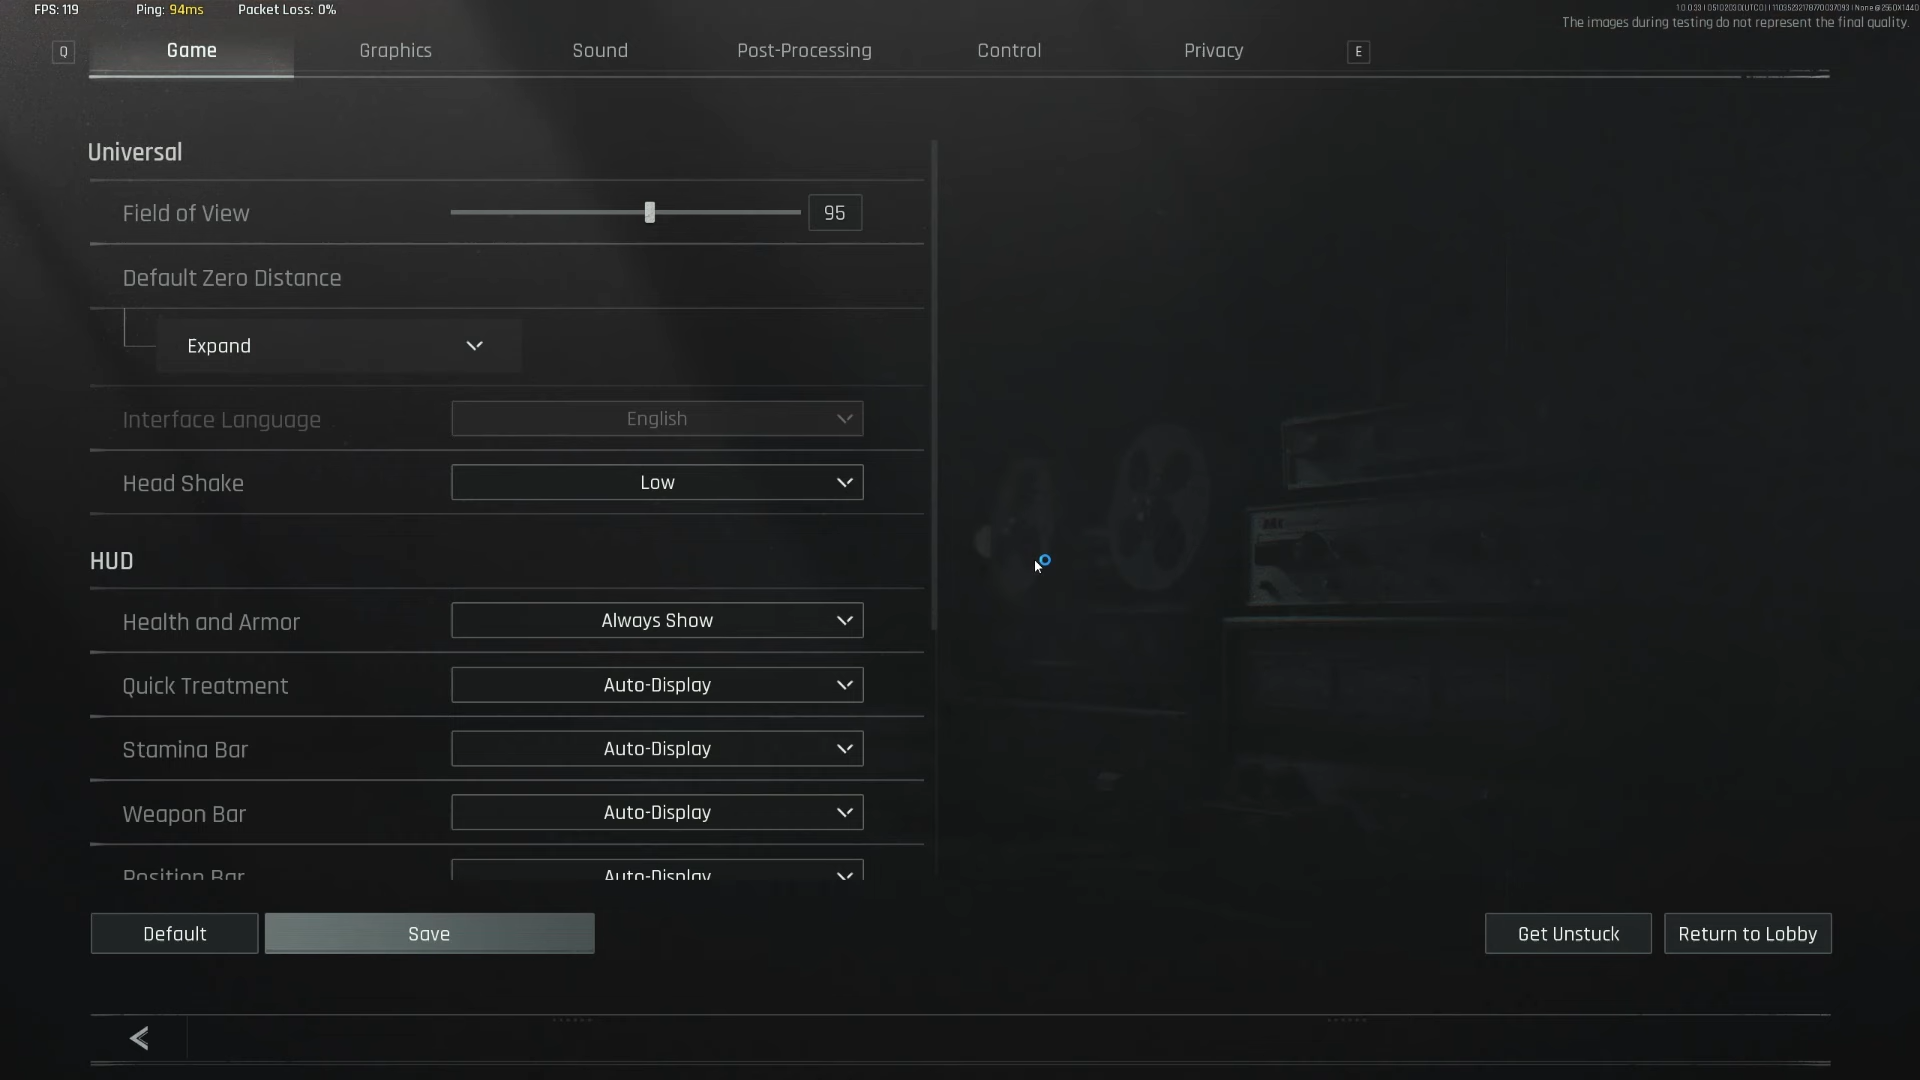 FPS: 119 Ping: 94ms Packet Loss: 0%
The images during testing do not represent the final quality.
Q Game Graphics Sound Post-Processing Control Privacy E
Universal
Field of View 95
Default Zero Distance
Expand
Interface Language English
Head Shake Low
HUD
Health and Armor Always Show
Quick Treatment Auto-Display
Stamina Bar Auto-Display
Weapon Bar Auto-Display
Position Bar Auto-Display
Default Save Get Unstuck Return to Lobby